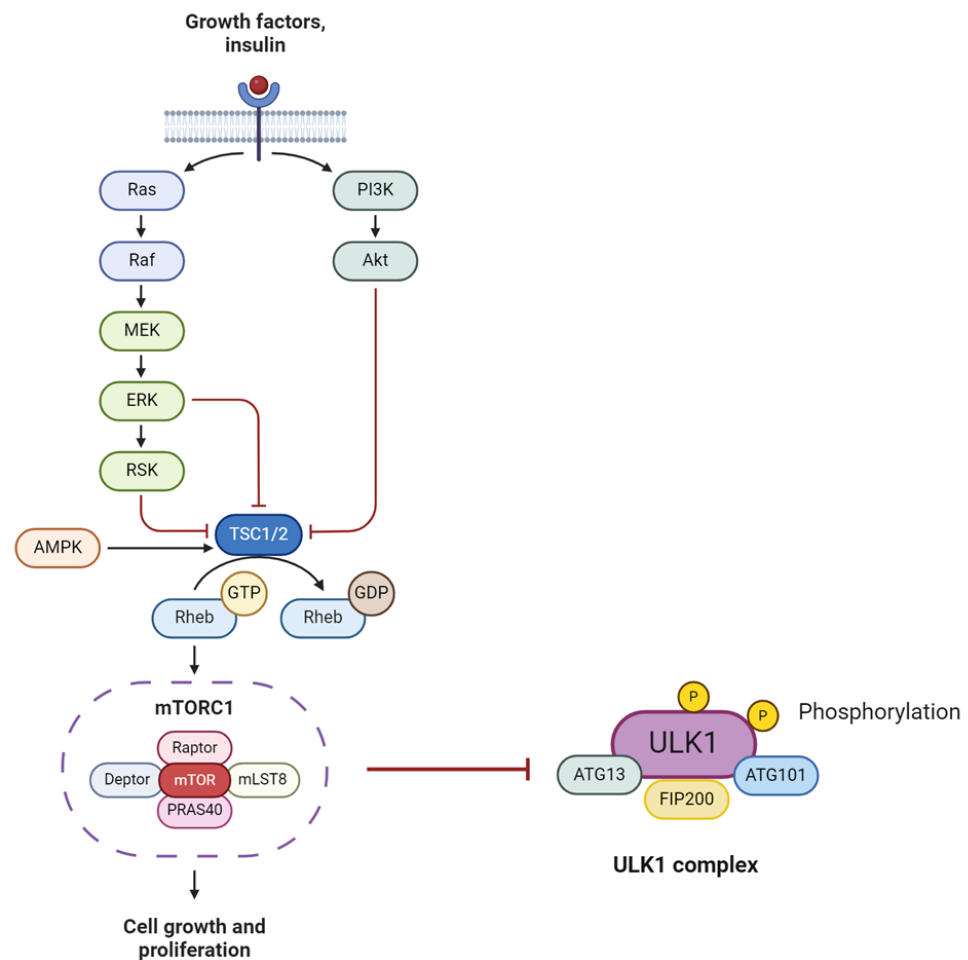 Growth factors,
insulin
Ras
PI3K
Raf
Akt
MEK
ERK
RSK
TSC1/2
AMPK
GTP
GDP
Rheb
Rheb
mTORC1
Raptor
Deptor
mTOR
mLST8
PRAS40
P
P
Phosphorylation
ULK1
ATG13
ATG101
FIP200
ULK1 complex
Cell growth and
proliferation